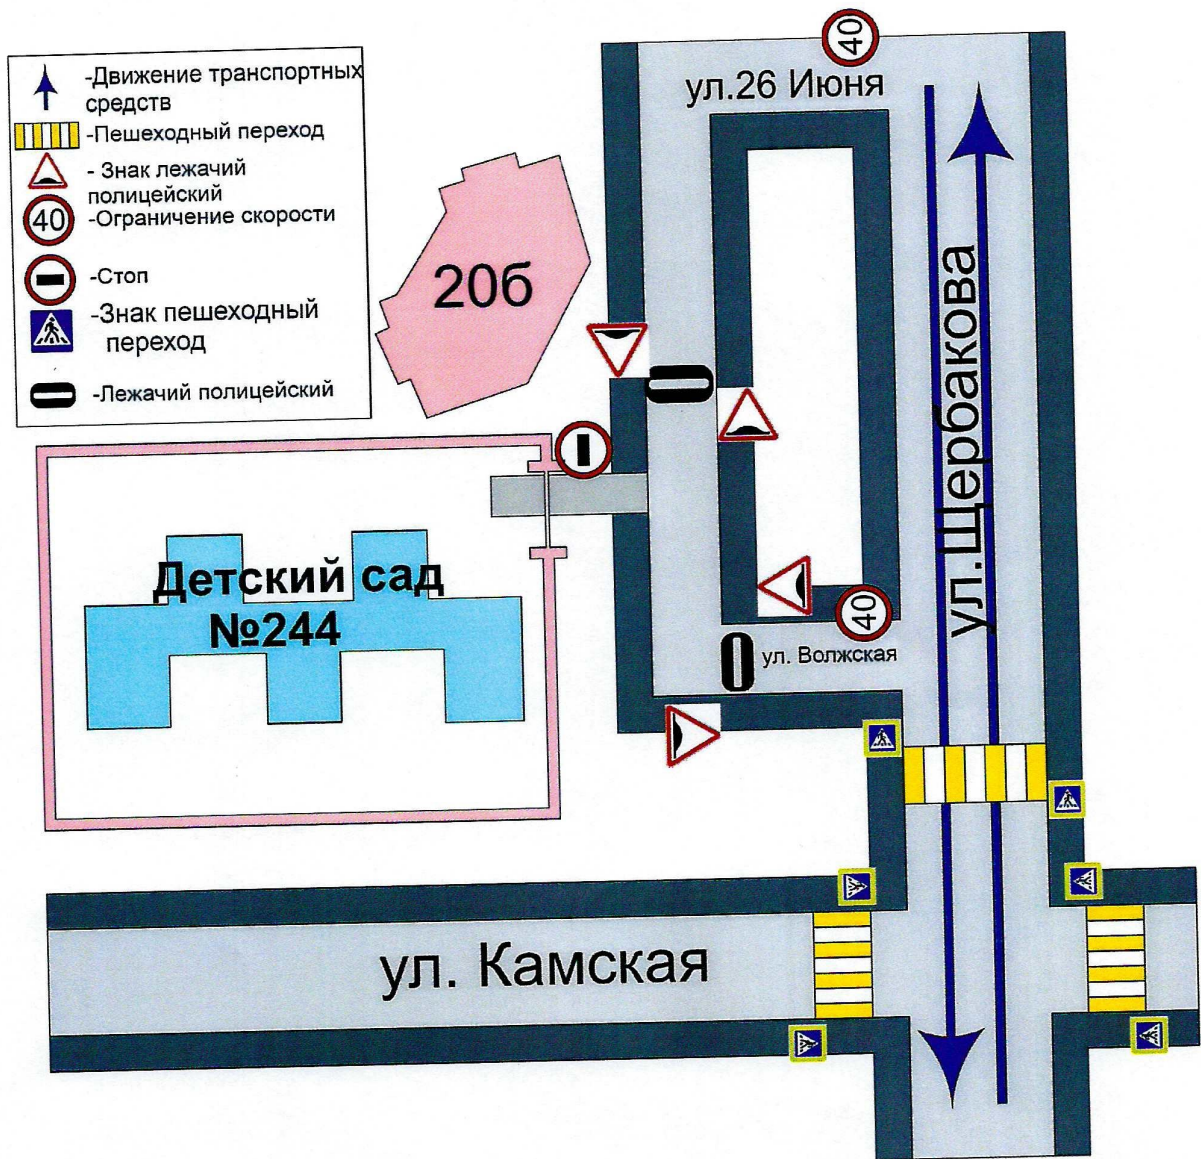 -Движение транспортных
средств
-Пешеходный переход
- Знак лежачий
полицейский
40 -Ограничение скорости
-Стоп
-Знак пешеходный
переход
-Лежачий полицейский
40
ул.26 Июня
20б
ул.Щербакова
Детский сад
№244
40
ул. Волжская
ул. Камская